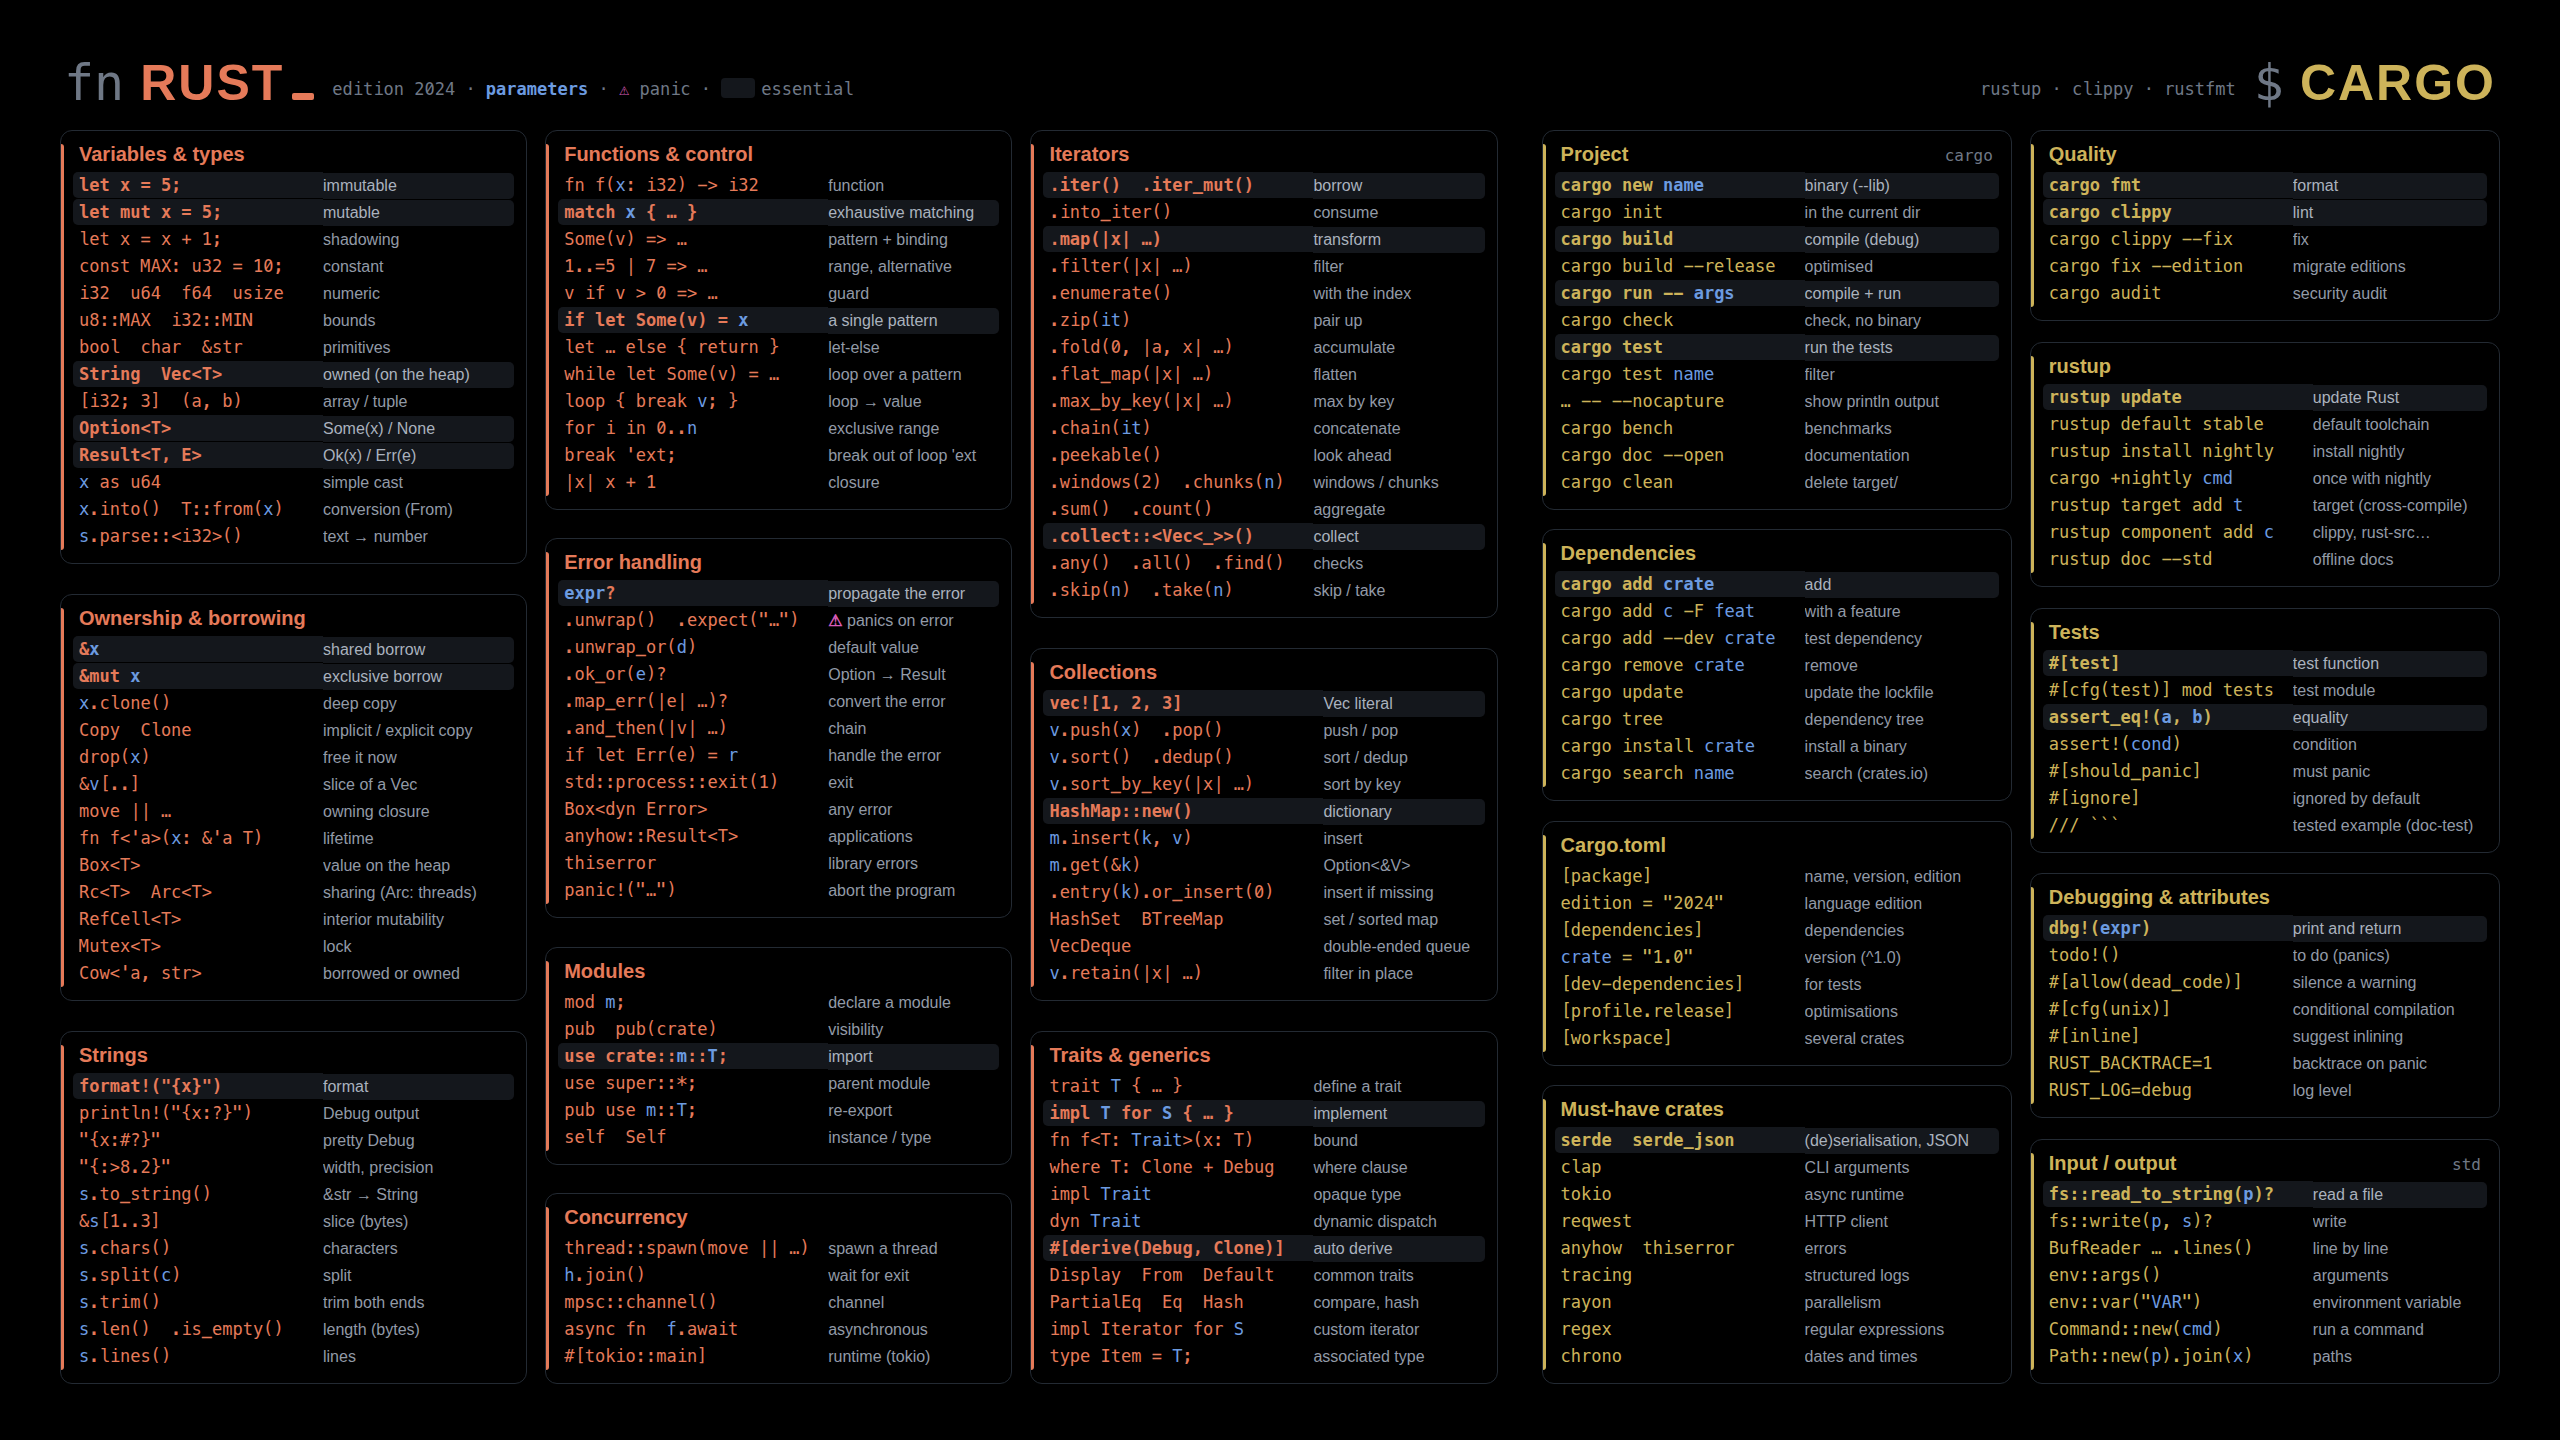 fn RUST_ edition 2024 · parameters · ⚠ panic · essential
rustup · clippy · rustfmt $ CARGO
Variables & types
let x = 5; immutable
let mut x = 5; mutable
let x = x + 1; shadowing
const MAX: u32 = 10; constant
i32  u64  f64  usize numeric
u8::MAX  i32::MIN bounds
bool  char  &str primitives
String  Vec<T> owned (on the heap)
[i32; 3]  (a, b) array / tuple
Option<T> Some(x) / None
Result<T, E> Ok(x) / Err(e)
x as u64 simple cast
x.into()  T::from(x) conversion (From)
s.parse::<i32>() text → number
Ownership & borrowing
&x shared borrow
&mut x exclusive borrow
x.clone() deep copy
Copy  Clone implicit / explicit copy
drop(x) free it now
&v[..] slice of a Vec
move || … owning closure
fn f<'a>(x: &'a T) lifetime
Box<T> value on the heap
Rc<T>  Arc<T> sharing (Arc: threads)
RefCell<T> interior mutability
Mutex<T> lock
Cow<'a, str> borrowed or owned
Strings
format!("{x}") format
println!("{x:?}") Debug output
"{x:#?}" pretty Debug
"{:>8.2}" width, precision
s.to_string() &str → String
&s[1..3] slice (bytes)
s.chars() characters
s.split(c) split
s.trim() trim both ends
s.len()  .is_empty() length (bytes)
s.lines() lines
Functions & control
fn f(x: i32) -> i32 function
match x { … } exhaustive matching
Some(v) => … pattern + binding
1..=5 | 7 => … range, alternative
v if v > 0 => … guard
if let Some(v) = x a single pattern
let … else { return } let-else
while let Some(v) = … loop over a pattern
loop { break v; } loop → value
for i in 0..n exclusive range
break 'ext; break out of loop 'ext
|x| x + 1 closure
Error handling
expr? propagate the error
.unwrap()  .expect("…") ⚠ panics on error
.unwrap_or(d) default value
.ok_or(e)? Option → Result
.map_err(|e| …)? convert the error
.and_then(|v| …) chain
if let Err(e) = r handle the error
std::process::exit(1) exit
Box<dyn Error> any error
anyhow::Result<T> applications
thiserror library errors
panic!("…") abort the program
Modules
mod m; declare a module
pub  pub(crate) visibility
use crate::m::T; import
use super::*; parent module
pub use m::T; re-export
self  Self instance / type
Concurrency
thread::spawn(move || …) spawn a thread
h.join() wait for exit
mpsc::channel() channel
async fn  f.await asynchronous
#[tokio::main] runtime (tokio)
Iterators
.iter()  .iter_mut() borrow
.into_iter() consume
.map(|x| …) transform
.filter(|x| …) filter
.enumerate() with the index
.zip(it) pair up
.fold(0, |a, x| …) accumulate
.flat_map(|x| …) flatten
.max_by_key(|x| …) max by key
.chain(it) concatenate
.peekable() look ahead
.windows(2)  .chunks(n) windows / chunks
.sum()  .count() aggregate
.collect::<Vec<_>>() collect
.any()  .all()  .find() checks
.skip(n)  .take(n) skip / take
Collections
vec![1, 2, 3] Vec literal
v.push(x)  .pop() push / pop
v.sort()  .dedup() sort / dedup
v.sort_by_key(|x| …) sort by key
HashMap::new() dictionary
m.insert(k, v) insert
m.get(&k) Option<&V>
.entry(k).or_insert(0) insert if missing
HashSet  BTreeMap set / sorted map
VecDeque double-ended queue
v.retain(|x| …) filter in place
Traits & generics
trait T { … } define a trait
impl T for S { … } implement
fn f<T: Trait>(x: T) bound
where T: Clone + Debug where clause
impl Trait opaque type
dyn Trait dynamic dispatch
#[derive(Debug, Clone)] auto derive
Display  From  Default common traits
PartialEq  Eq  Hash compare, hash
impl Iterator for S custom iterator
type Item = T; associated type
Project cargo
cargo new name binary (--lib)
cargo init in the current dir
cargo build compile (debug)
cargo build --release optimised
cargo run -- args compile + run
cargo check check, no binary
cargo test run the tests
cargo test name filter
… -- --nocapture show println output
cargo bench benchmarks
cargo doc --open documentation
cargo clean delete target/
Dependencies
cargo add crate add
cargo add c -F feat with a feature
cargo add --dev crate test dependency
cargo remove crate remove
cargo update update the lockfile
cargo tree dependency tree
cargo install crate install a binary
cargo search name search (crates.io)
Cargo.toml
[package] name, version, edition
edition = "2024" language edition
[dependencies] dependencies
crate = "1.0" version (^1.0)
[dev-dependencies] for tests
[profile.release] optimisations
[workspace] several crates
Must-have crates
serde  serde_json (de)serialisation, JSON
clap CLI arguments
tokio async runtime
reqwest HTTP client
anyhow  thiserror errors
tracing structured logs
rayon parallelism
regex regular expressions
chrono dates and times
Quality
cargo fmt format
cargo clippy lint
cargo clippy --fix fix
cargo fix --edition migrate editions
cargo audit security audit
rustup
rustup update update Rust
rustup default stable default toolchain
rustup install nightly install nightly
cargo +nightly cmd once with nightly
rustup target add t target (cross-compile)
rustup component add c clippy, rust-src…
rustup doc --std offline docs
Tests
#[test] test function
#[cfg(test)] mod tests test module
assert_eq!(a, b) equality
assert!(cond) condition
#[should_panic] must panic
#[ignore] ignored by default
/// ``` tested example (doc-test)
Debugging & attributes
dbg!(expr) print and return
todo!() to do (panics)
#[allow(dead_code)] silence a warning
#[cfg(unix)] conditional compilation
#[inline] suggest inlining
RUST_BACKTRACE=1 backtrace on panic
RUST_LOG=debug log level
Input / output std
fs::read_to_string(p)? read a file
fs::write(p, s)? write
BufReader … .lines() line by line
env::args() arguments
env::var("VAR") environment variable
Command::new(cmd) run a command
Path::new(p).join(x) paths